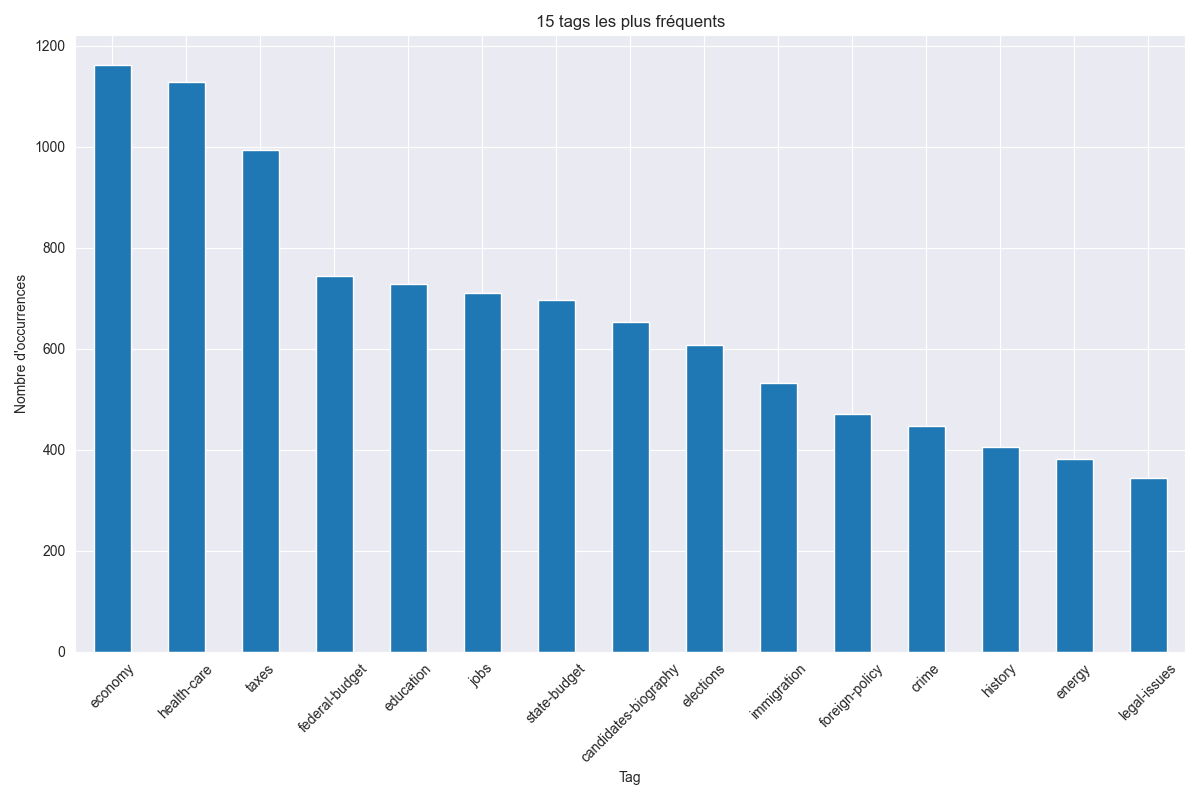 15 tags les plus fréquents
Nombre d'occurrences
1200
1000
800
600
400
200
0
economy
health-care
taxes
federal-budget
education
jobs
state-budget
candidates-biography
elections
immigration
foreign-policy
crime
history
energy
legal-issues
Tag